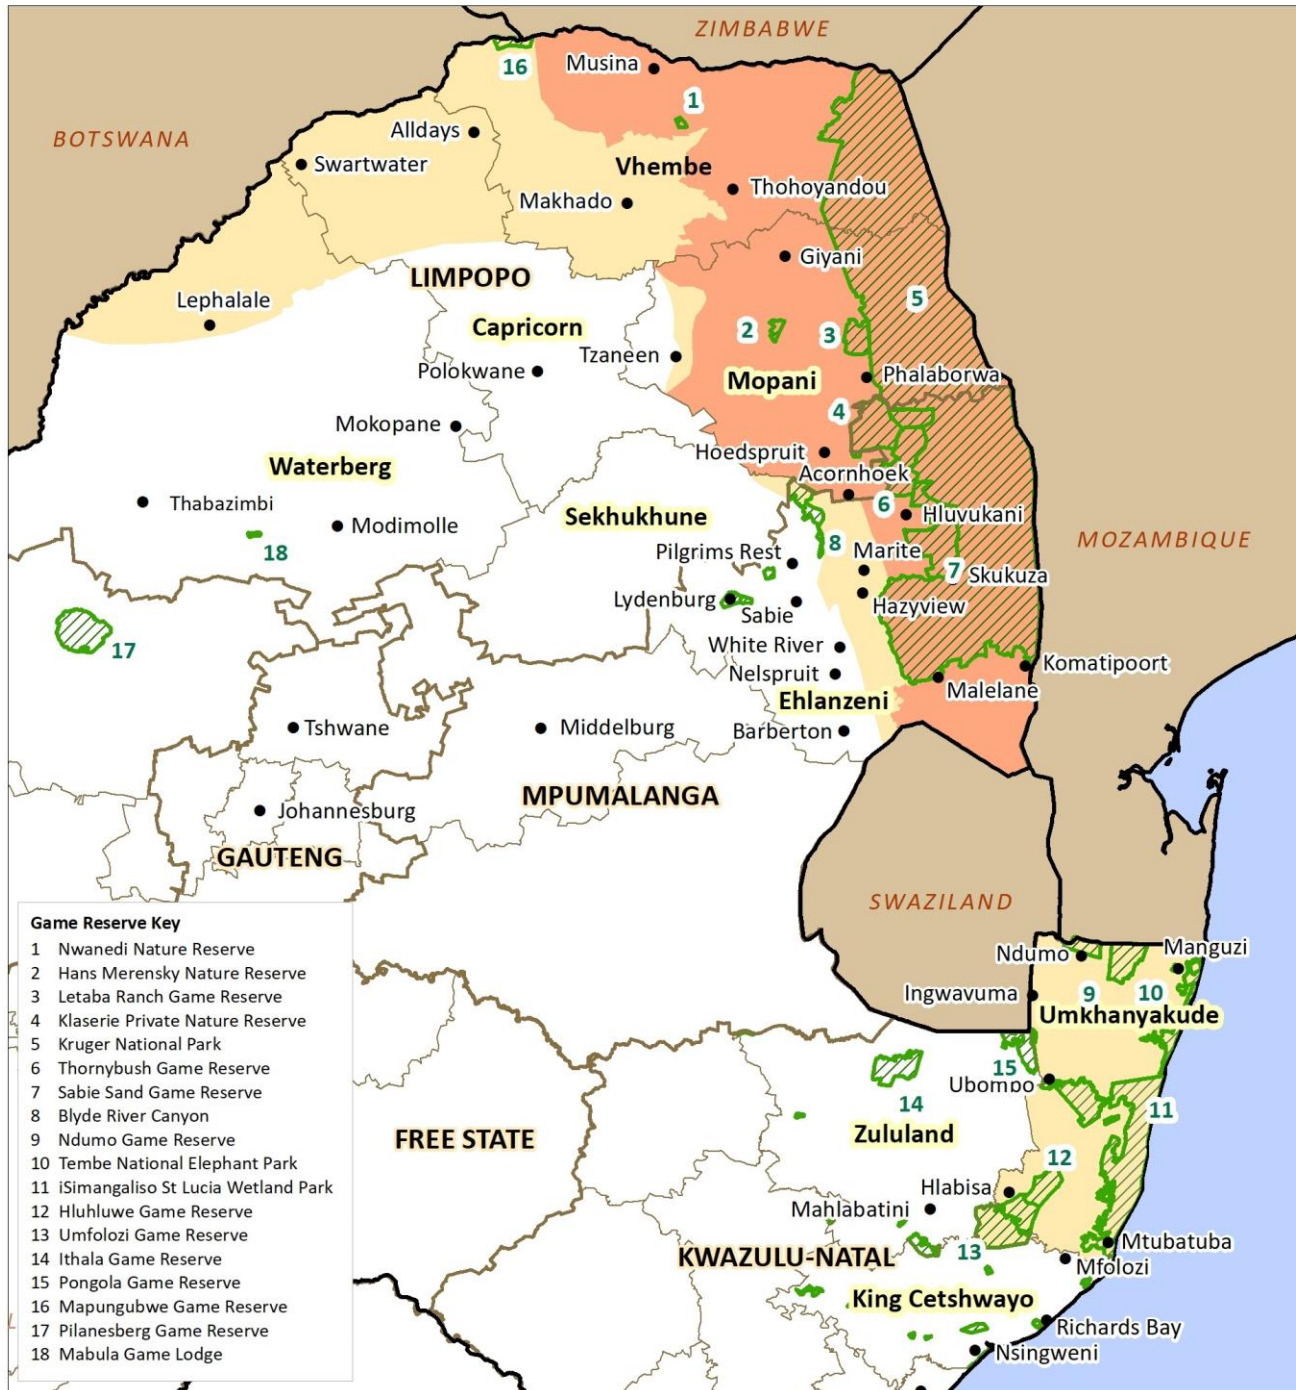 ZIMBABWE
16
Musina
1
BOTSWANA
Alldays
Swartwater
Vhembe
Thohoyandou
Makhado
Giyani
LIMPOPO
Lephalale
5
Capricorn
2
3
Tzaneen
Polokwane
Mopani
Phalaborwa
4
Mokopane
Hoedspruit
Waterberg
Acornhoek
Thabazimbi
6
Sekhukhune
Hluvukani
Modimolle
MOZAMBIQUE
18
8
Pilgrims Rest
Marite
7
Skukuza
Lydenburg
Hazyview
Sabie
17
White River
Komatipoort
Nelspruit
Malelane
Ehlanzeni
Tshwane
Middelburg
Barberton
MPUMALANGA
Johannesburg
GAUTENG
SWAZILAND
Game Reserve Key
1 Nwanedi Nature Reserve
2 Hans Merensky Nature Reserve
3 Letaba Ranch Game Reserve
4 Klaserie Private Nature Reserve
5 Kruger National Park
6 Thornybush Game Reserve
7 Sabie Sand Game Reserve
8 Blyde River Canyon
9 Ndumo Game Reserve
10 Tembe National Elephant Park
11 iSimangaliso St Lucia Wetland Park
12 Hluhluwe Game Reserve
13 Umfolozi Game Reserve
14 Ithala Game Reserve
15 Pongola Game Reserve
16 Mapungubwe Game Reserve
17 Pilanesberg Game Reserve
18 Mabula Game Lodge
Ndumo
Manguzi
Ingwavuma
9
10
Umkhanyakude
15
Ubombo
14
11
FREE STATE
Zululand
12
Hlabisa
Mahlabatini
KWAZULU-NATAL
13
Mtubatuba
Mfolozi
King Cetshwayo
Richards Bay
Nsingweni